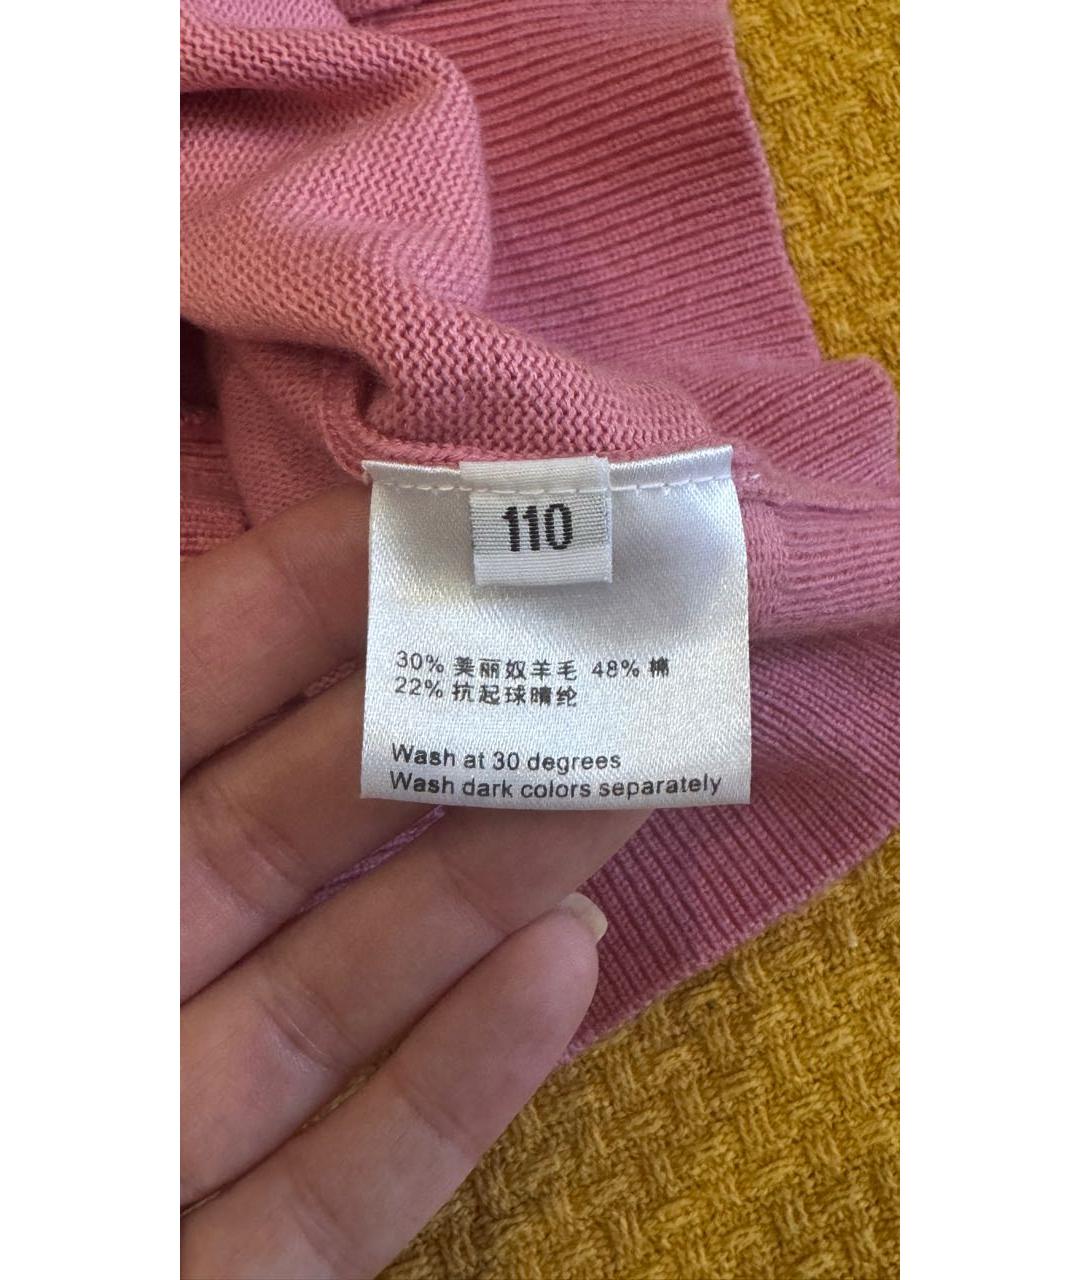 110
30% 美丽奴羊毛 48% 棉
22% 抗起球晴纶
Wash at 30 degrees
Wash dark colors separately